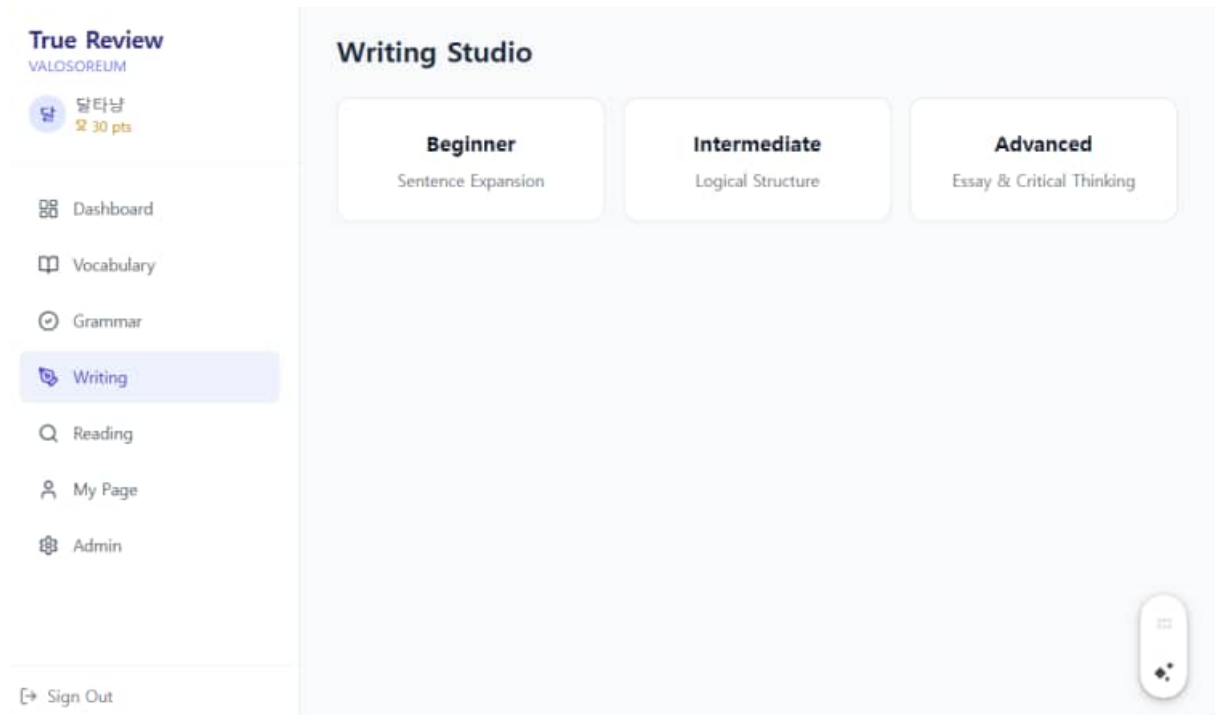 True Review
VALOSOREUM
달
달타냥
30 pts
Dashboard
Vocabulary
Grammar
Writing
Reading
My Page
Admin
Sign Out
Writing Studio
Beginner
Sentence Expansion
Intermediate
Logical Structure
Advanced
Essay & Critical Thinking